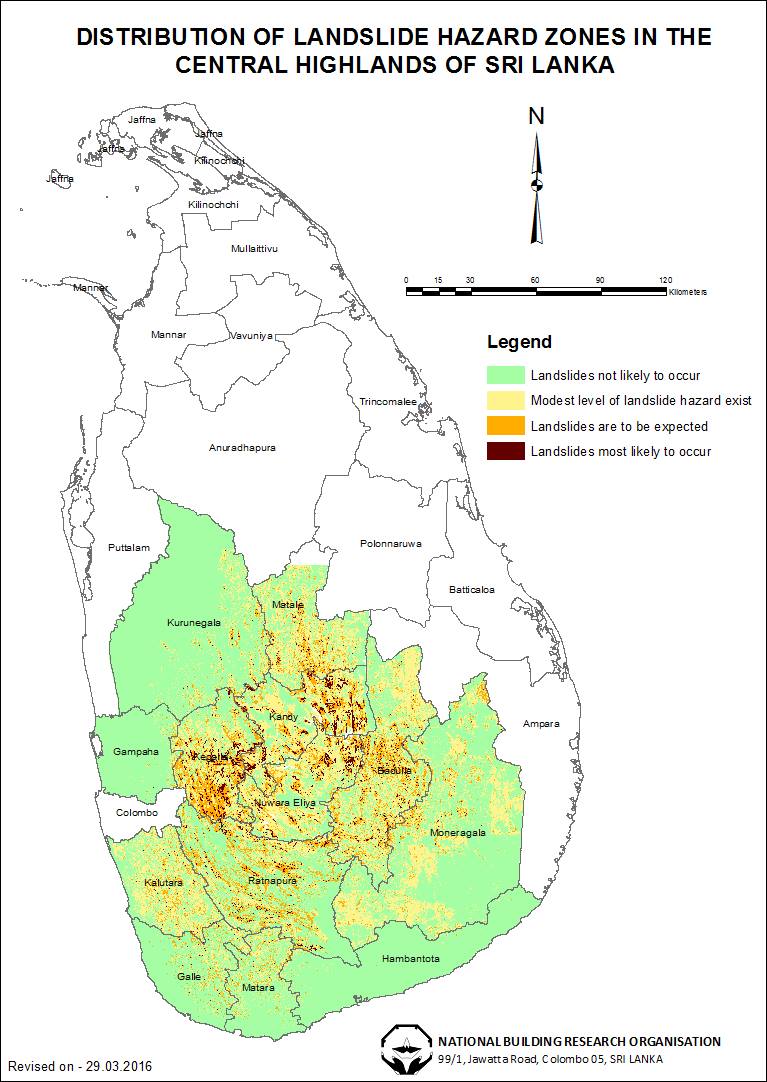 DISTRIBUTION OF LANDSLIDE HAZARD ZONES IN THE
CENTRAL HIGHLANDS OF SRI LANKA
N
0 15 30 60 90 120
Kilometers
Legend
Landslides not likely to occur
Modest level of landslide hazard exist
Landslides are to be expected
Landslides most likely to occur
Jaffna
Jaffna
Jaffna
Kilinochchi
Jaffna
Kilinochchi
Mullaittivu
Mannar
Mannar
Vavuniya
Trincomalee
Anuradhapura
Puttalam
Polonnaruwa
Batticaloa
Matale
Kurunegala
Kandy
Ampara
Gampaha
Kegalle
Badulla
Nuwara Eliya
Colombo
Moneragala
Kalutara
Ratnapura
Hambantota
Galle
Matara
NATIONAL BUILDING RESEARCH ORGANISATION
99/1, Jawatta Road, Colombo 05, SRI LANKA
Revised on - 29.03.2016